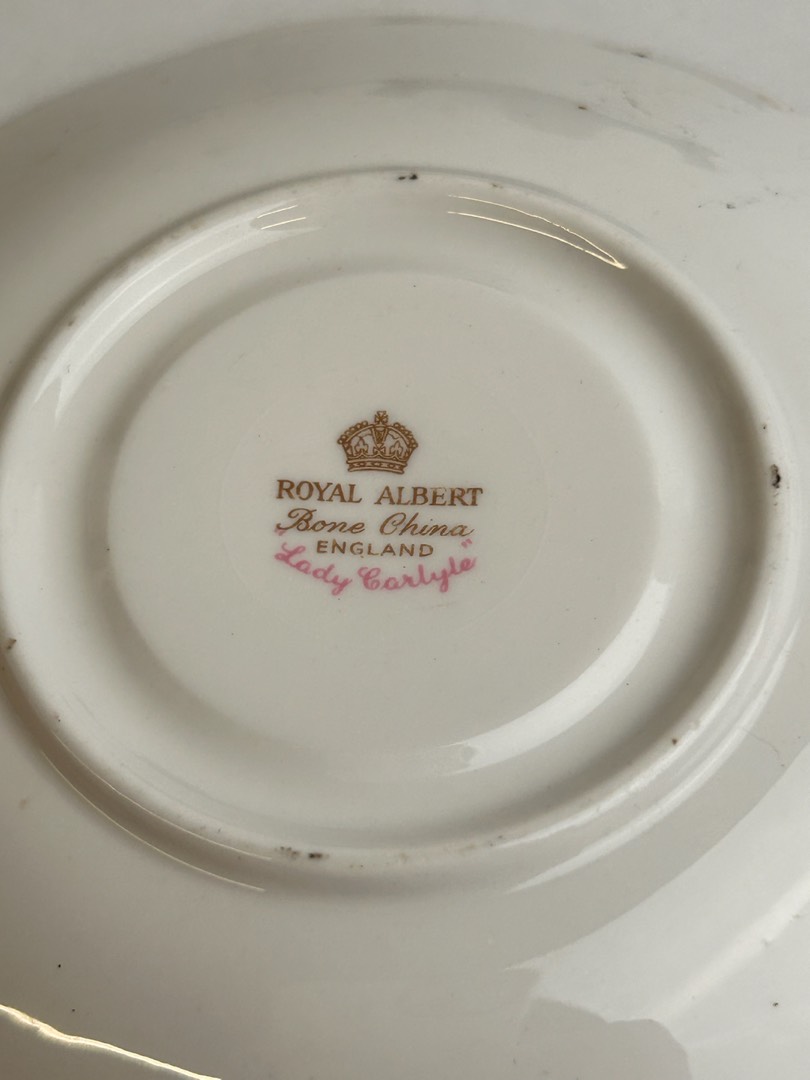 ROYAL ALBERT
Bone China
ENGLAND
"Lady Carlyle"